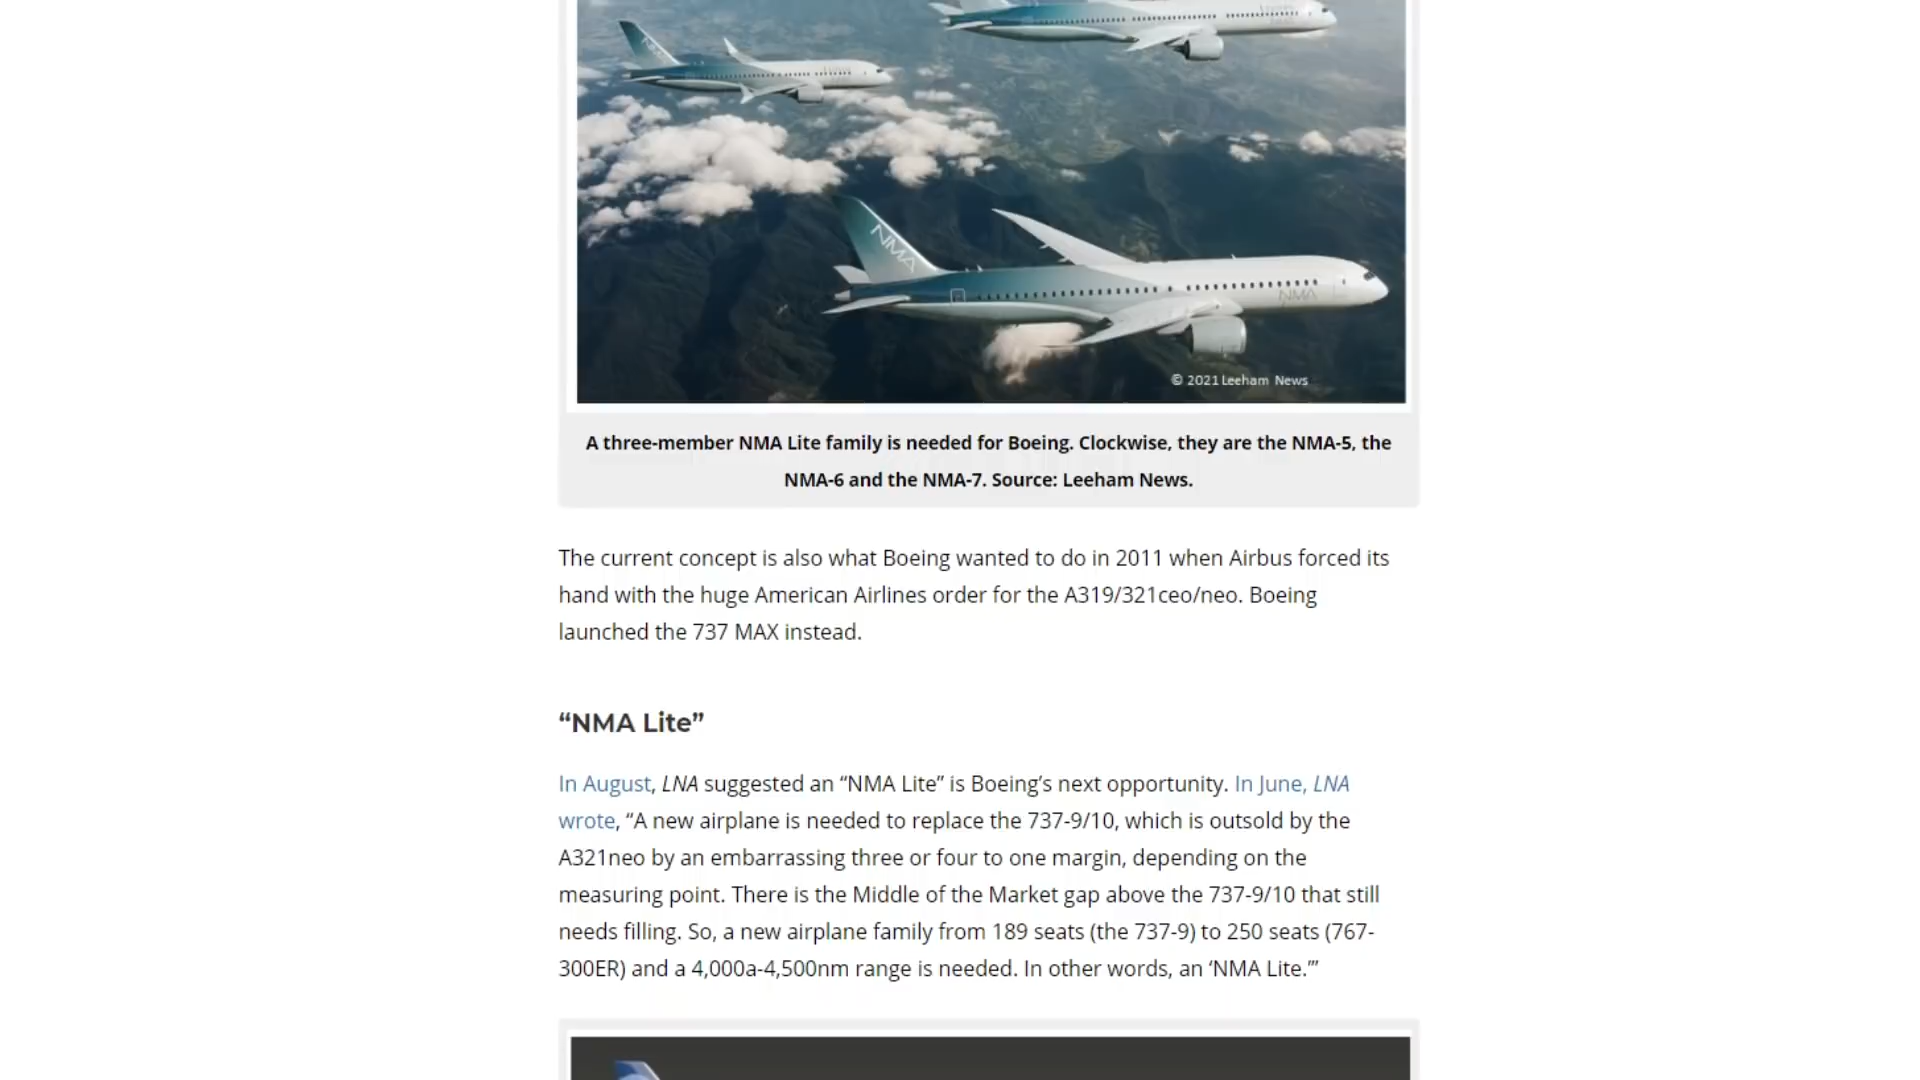 NMA
NMA
NMA
© 2021 Leeham News
A three-member NMA Lite family is needed for Boeing. Clockwise, they are the NMA-5, the
NMA-6 and the NMA-7. Source: Leeham News.
The current concept is also what Boeing wanted to do in 2011 when Airbus forced its
hand with the huge American Airlines order for the A319/321ceo/neo. Boeing
launched the 737 MAX instead.
“NMA Lite”
In August, LNA suggested an “NMA Lite” is Boeing’s next opportunity. In June, LNA
wrote, “A new airplane is needed to replace the 737-9/10, which is outsold by the
A321neo by an embarrassing three or four to one margin, depending on the
measuring point. There is the Middle of the Market gap above the 737-9/10 that still
needs filling. So, a new airplane family from 189 seats (the 737-9) to 250 seats (767-
300ER) and a 4,000a-4,500nm range is needed. In other words, an ‘NMA Lite.’”